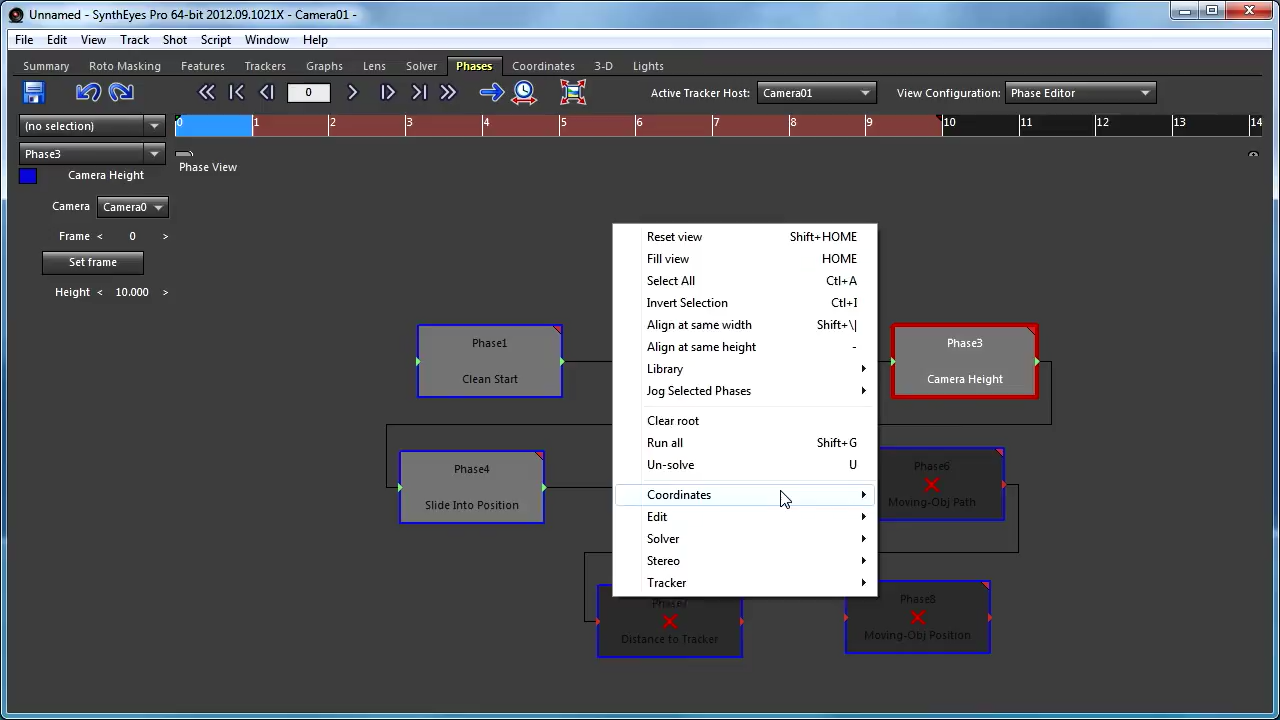 Unnamed - SynthEyes Pro 64-bit 2012.09.1021X - Camera01 -
File Edit View Track Shot Script Window Help
Summary Roto Masking Features Trackers Graphs Lens Solver Phases Coordinates 3-D Lights
0 Active Tracker Host: Camera01 View Configuration: Phase Editor
(no selection) 0 1 2 3 4 5 6 7 8 9 10 11 12 13 14
Phase3
Phase View
Camera Height
Camera Camera0
Frame < 0 >
Set frame
Height < 10.000 >
Reset view Shift+HOME
Fill view HOME
Select All Ctl+A
Invert Selection Ctl+I
Align at same width Shift+\|
Align at same height -
Library
Jog Selected Phases
Clear root
Run all Shift+G
Un-solve U
Coordinates
Edit
Solver
Stereo
Tracker
Phase1
Clean Start
Phase3
Camera Height
Phase4
Slide Into Position
Phase6
Moving-Obj Path
Phase7
Distance to Tracker
Phase8
Moving-Obj Position